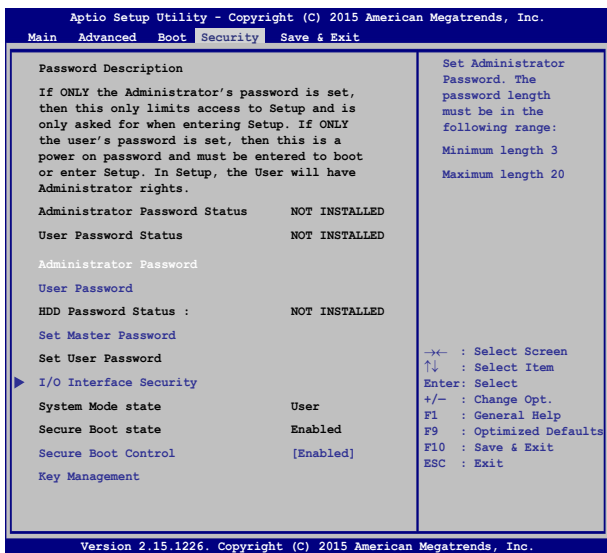 Aptio Setup Utility - Copyright (C) 2015 American Megatrends, Inc.
Main Advanced Boot Security Save & Exit
Password Description
If ONLY the Administrator's password is set,
then this only limits access to Setup and is
only asked for when entering Setup. If ONLY
the user's password is set, then this is a
power on password and must be entered to boot
or enter Setup. In Setup, the User will have
Administrator rights.
Administrator Password Status NOT INSTALLED
User Password Status NOT INSTALLED
Administrator Password
User Password
HDD Password Status : NOT INSTALLED
Set Master Password
Set User Password
I/O Interface Security
System Mode state User
Secure Boot state Enabled
Secure Boot Control [Enabled]
Key Management
Set Administrator
Password. The
password length
must be in the
following range:
Minimum length 3
Maximum length 20
→← : Select Screen
↑↓ : Select Item
Enter: Select
+/— : Change Opt.
F1 : General Help
F9 : Optimized Defaults
F10 : Save & Exit
ESC : Exit
Version 2.15.1226. Copyright (C) 2015 American Megatrends, Inc.